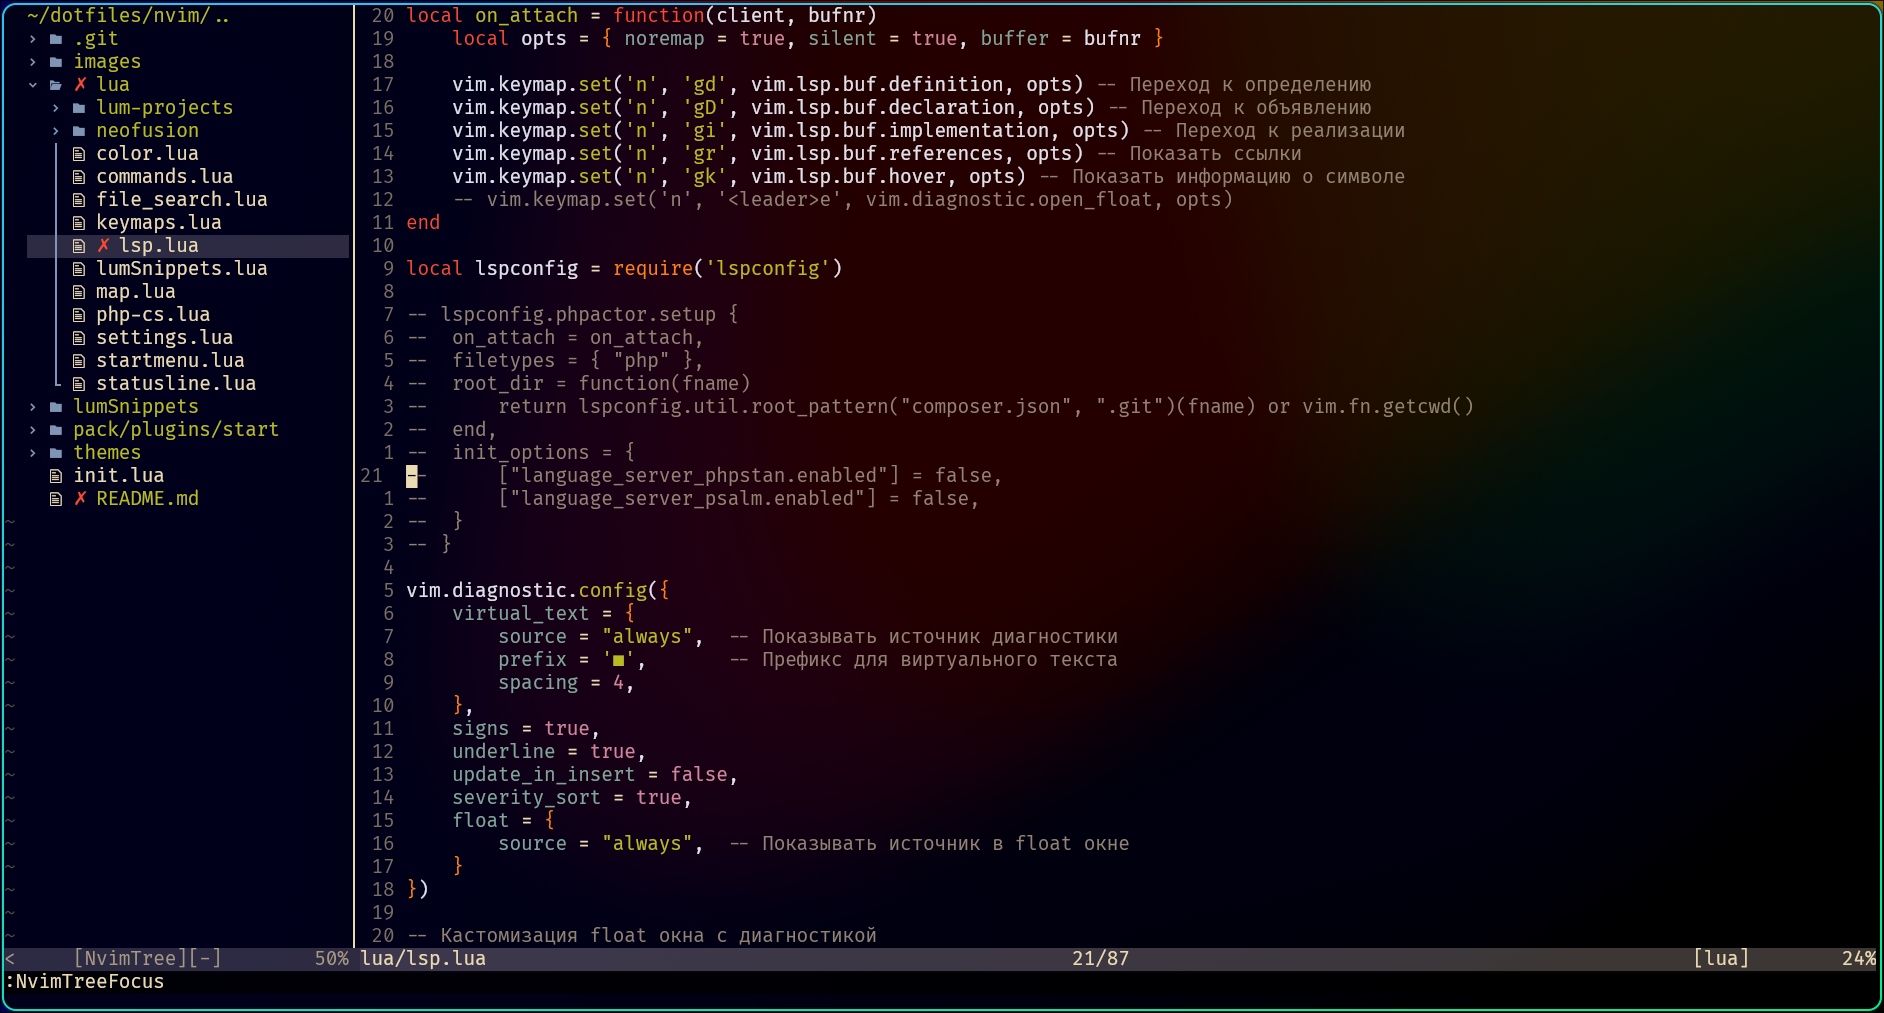 ~/dotfiles/nvim/..
.git
images
✗ lua
lum-projects
neofusion
color.lua
commands.lua
file_search.lua
keymaps.lua
✗ lsp.lua
lumSnippets.lua
map.lua
php-cs.lua
settings.lua
startmenu.lua
statusline.lua
lumSnippets
pack/plugins/start
themes
init.lua
✗ README.md
20 local on_attach = function(client, bufnr)
19     local opts = { noremap = true, silent = true, buffer = bufnr }
18
17     vim.keymap.set('n', 'gd', vim.lsp.buf.definition, opts) -- Переход к определению
16     vim.keymap.set('n', 'gD', vim.lsp.buf.declaration, opts) -- Переход к объявлению
15     vim.keymap.set('n', 'gi', vim.lsp.buf.implementation, opts) -- Переход к реализации
14     vim.keymap.set('n', 'gr', vim.lsp.buf.references, opts) -- Показать ссылки
13     vim.keymap.set('n', 'gk', vim.lsp.buf.hover, opts) -- Показать информацию о символе
12     -- vim.keymap.set('n', '<leader>e', vim.diagnostic.open_float, opts)
11 end
10
9 local lspconfig = require('lspconfig')
8
7 -- lspconfig.phpactor.setup {
6 --  on_attach = on_attach,
5 --  filetypes = { "php" },
4 --  root_dir = function(fname)
3 --      return lspconfig.util.root_pattern("composer.json", ".git")(fname) or vim.fn.getcwd()
2 --  end,
1 --  init_options = {
21 --      ["language_server_phpstan.enabled"] = false,
1 --      ["language_server_psalm.enabled"] = false,
2 --  }
3 -- }
4
5 vim.diagnostic.config({
6     virtual_text = {
7         source = "always",  -- Показывать источник диагностики
8         prefix = '■',       -- Префикс для виртуального текста
9         spacing = 4,
10     },
11     signs = true,
12     underline = true,
13     update_in_insert = false,
14     severity_sort = true,
15     float = {
16         source = "always",  -- Показывать источник в float окне
17     }
18 })
19
20 -- Кастомизация float окна с диагностикой
< [NvimTree][-] 50% lua/lsp.lua 21/87 [lua] 24%
:NvimTreeFocus